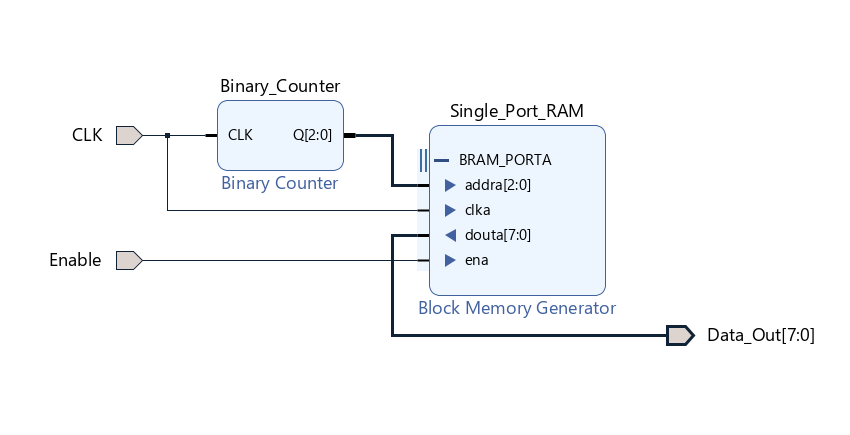 Binary_Counter
CLK
CLK Q[2:0]
Binary Counter
Single_Port_RAM
BRAM_PORTA
addra[2:0]
clka
douta[7:0]
Enable
ena
Block Memory Generator
Data_Out[7:0]